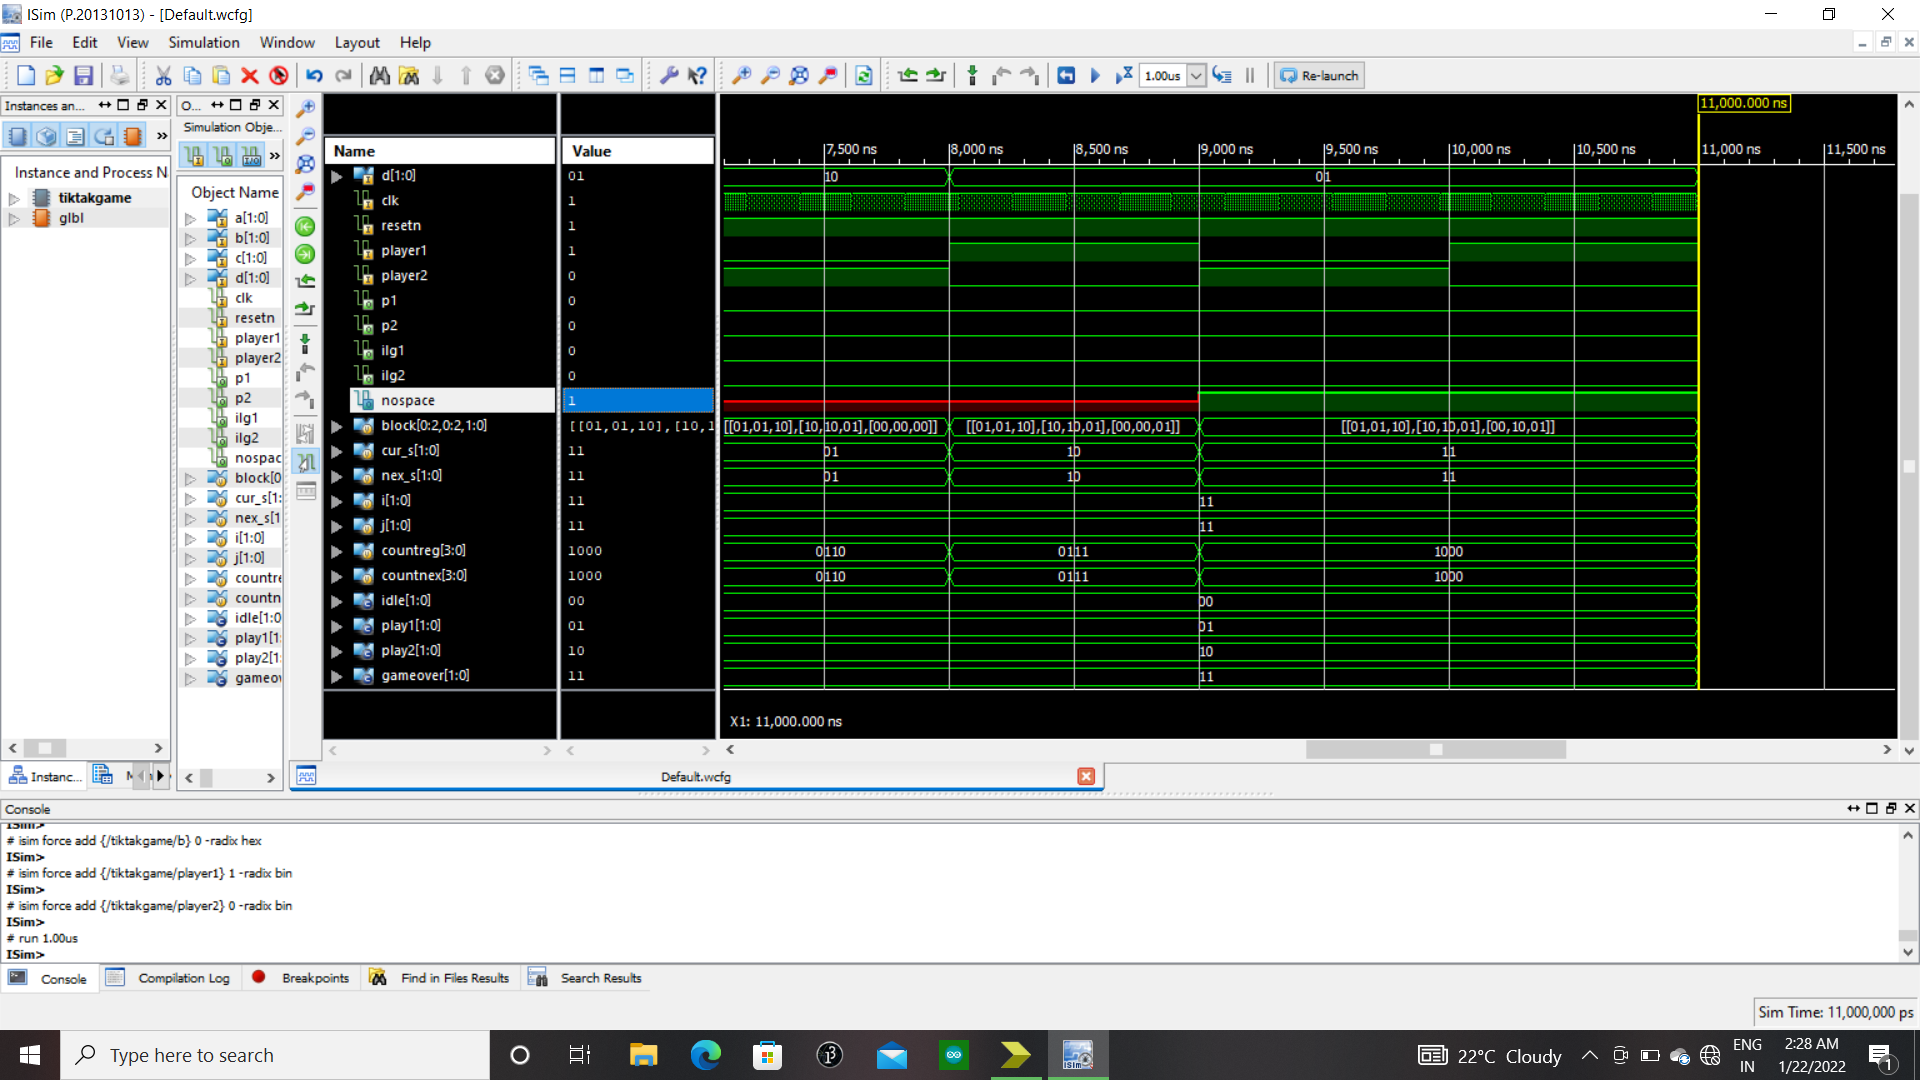 ISim (P.20131013) - [Default.wcfg]
File Edit View Simulation Window Layout Help
1.00us Re-launch
Instances an... O...
Simulation Obje...
Instance and Process N
tiktakgame
glbl
Object Name
a[1:0]
b[1:0]
c[1:0]
d[1:0]
clk
resetn
player1
player2
p1
p2
ilg1
ilg2
nospac
block[0
cur_s[1:
nex_s[1
i[1:0]
j[1:0]
countre
countn
idle[1:0
play1[1:
play2[1:
gameov
Name Value
d[1:0] 01
clk 1
resetn 1
player1 1
player2 0
p1 0
p2 0
ilg1 0
ilg2 0
nospace 1
block[0:2,0:2,1:0] [[01,01,10],[10,1
cur_s[1:0] 11
nex_s[1:0] 11
i[1:0] 11
j[1:0] 11
countreg[3:0] 1000
countnex[3:0] 1000
idle[1:0] 00
play1[1:0] 01
play2[1:0] 10
gameover[1:0] 11
11,000.000 ns
7,500 ns 8,000 ns 8,500 ns 9,000 ns 9,500 ns 10,000 ns 10,500 ns 11,000 ns 11,500 ns
10 01
[[01,01,10],[10,10,01],[00,00,00]] [[01,01,10],[10,10,01],[00,00,01]] [[01,01,10],[10,10,01],[00,10,01]]
01 10 11
01 10 11
11
11
0110 0111 1000
0110 0111 1000
00
01
10
11
X1: 11,000.000 ns
Instanc...
Default.wcfg
Console
ISim>
# isim force add {/tiktakgame/b} 0 -radix hex
ISim>
# isim force add {/tiktakgame/player1} 1 -radix bin
ISim>
# isim force add {/tiktakgame/player2} 0 -radix bin
ISim>
# run 1.00us
ISim>
Console Compilation Log Breakpoints Find in Files Results Search Results
Sim Time: 11,000,000 ps
Type here to search
22°C Cloudy
ENG
IN
2:28 AM
1/22/2022
1